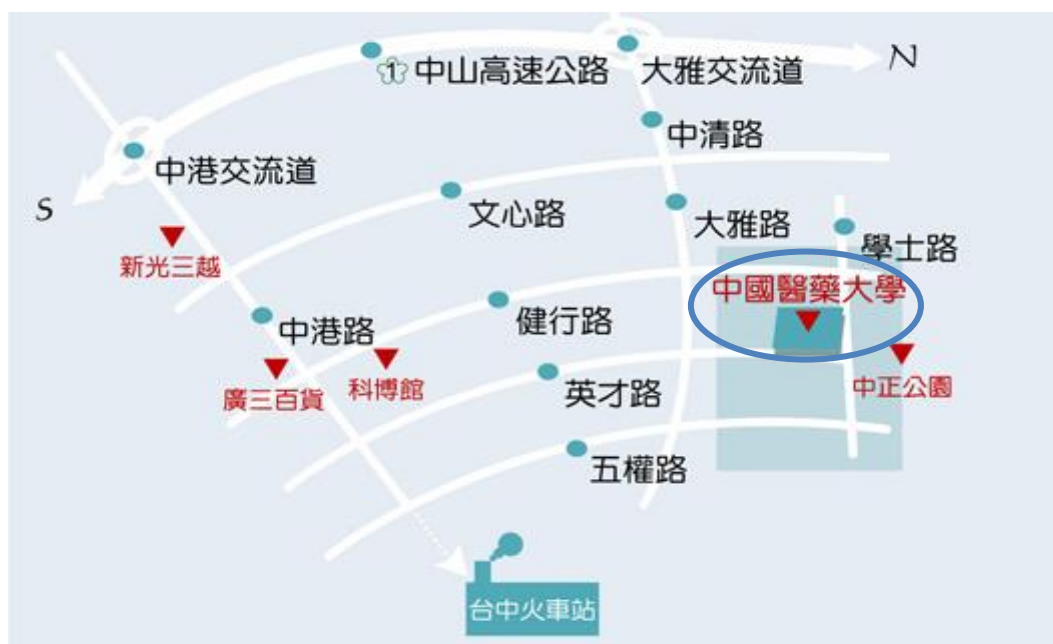 1 中山高速公路
大雅交流道
N
中清路
中港交流道
S
文心路
大雅路
學士路
新光三越
中國醫藥大學
中港路
健行路
科博館
廣三百貨
英才路
中正公園
五權路
台中火車站